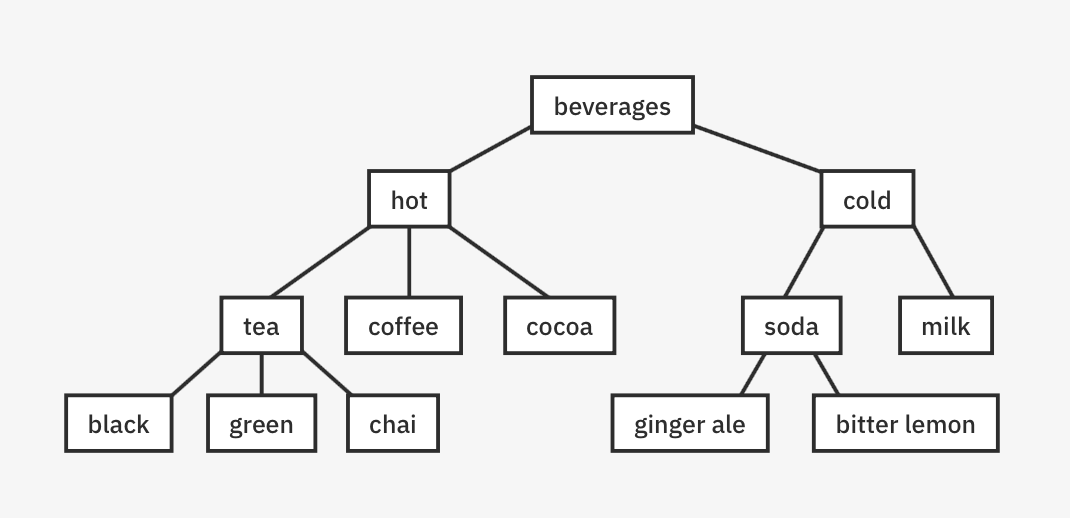 beverages
hot
cold
tea
coffee
cocoa
soda
milk
black
green
chai
ginger ale
bitter lemon